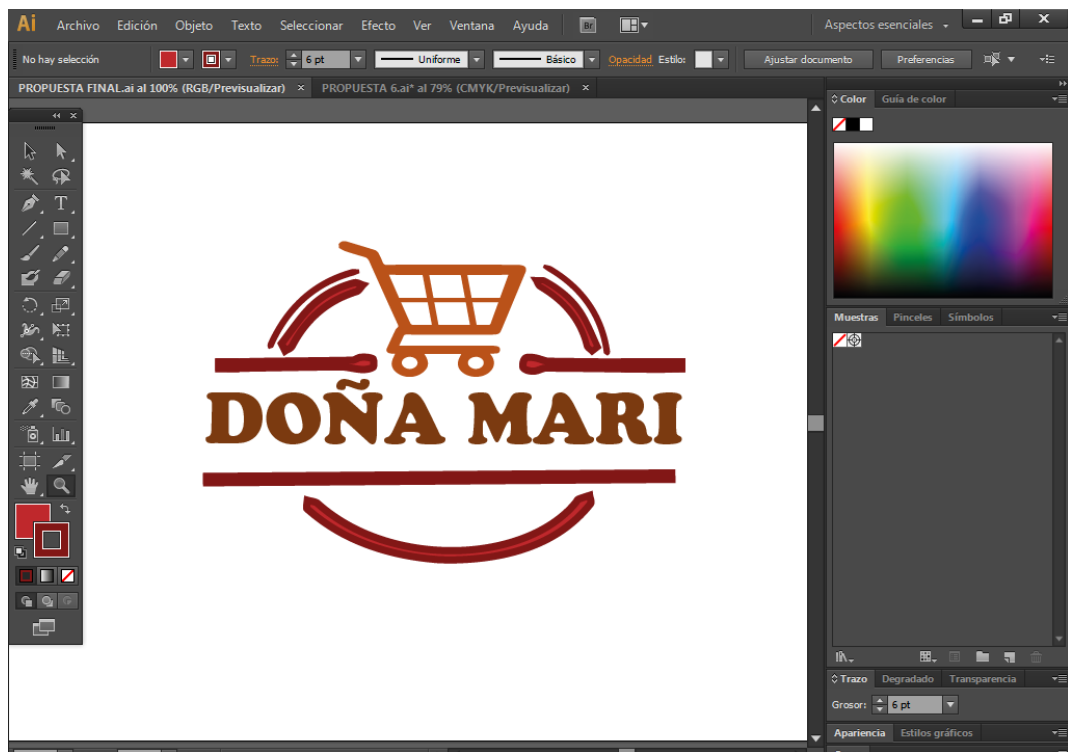 Ai Archivo Edición Objeto Texto Seleccionar Efecto Ver Ventana Ayuda Br Aspectos esenciales
No hay selección Trazo: 6 pt Uniforme Básico Opacidad Estilo: Ajustar documento Preferencias
PROPUESTA FINAL.ai al 100% (RGB/Previsualizar) × PROPUESTA 6.ai* al 79% (CMYK/Previsualizar) ×
Color Guía de color
Muestras Pinceles Símbolos
DOÑA MARI
Trazo Degradado Transparencia
Grosor: 6 pt
Apariencia Estilos gráficos